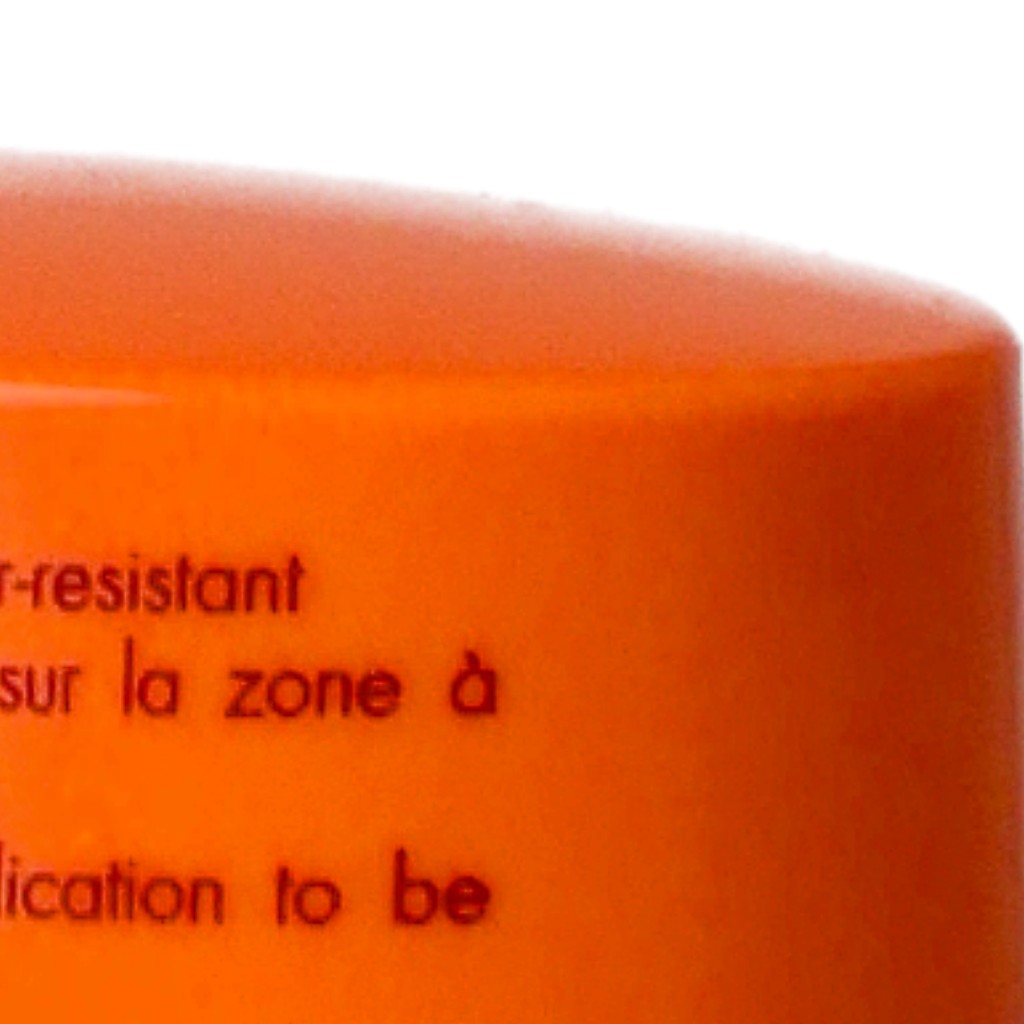 r-resistant
sur la zone à
lication to be